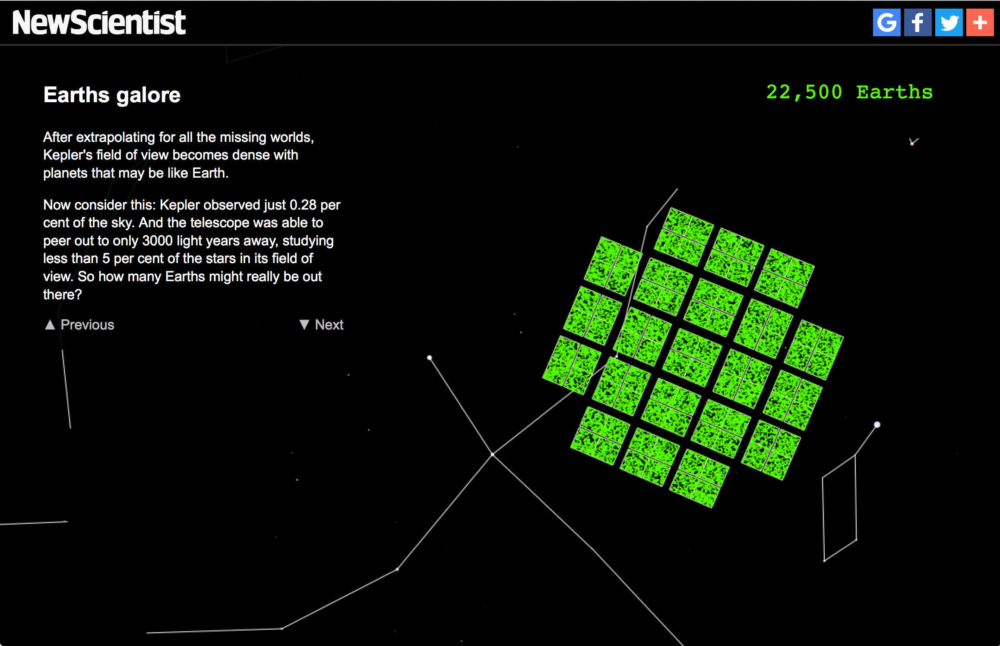 NewScientist
Earths galore
22,500 Earths
After extrapolating for all the missing worlds,
Kepler's field of view becomes dense with
planets that may be like Earth.
Now consider this: Kepler observed just 0.28 per
cent of the sky. And the telescope was able to
peer out to only 3000 light years away, studying
less than 5 per cent of the stars in its field of
view. So how many Earths might really be out
there?
▲ Previous
▼ Next